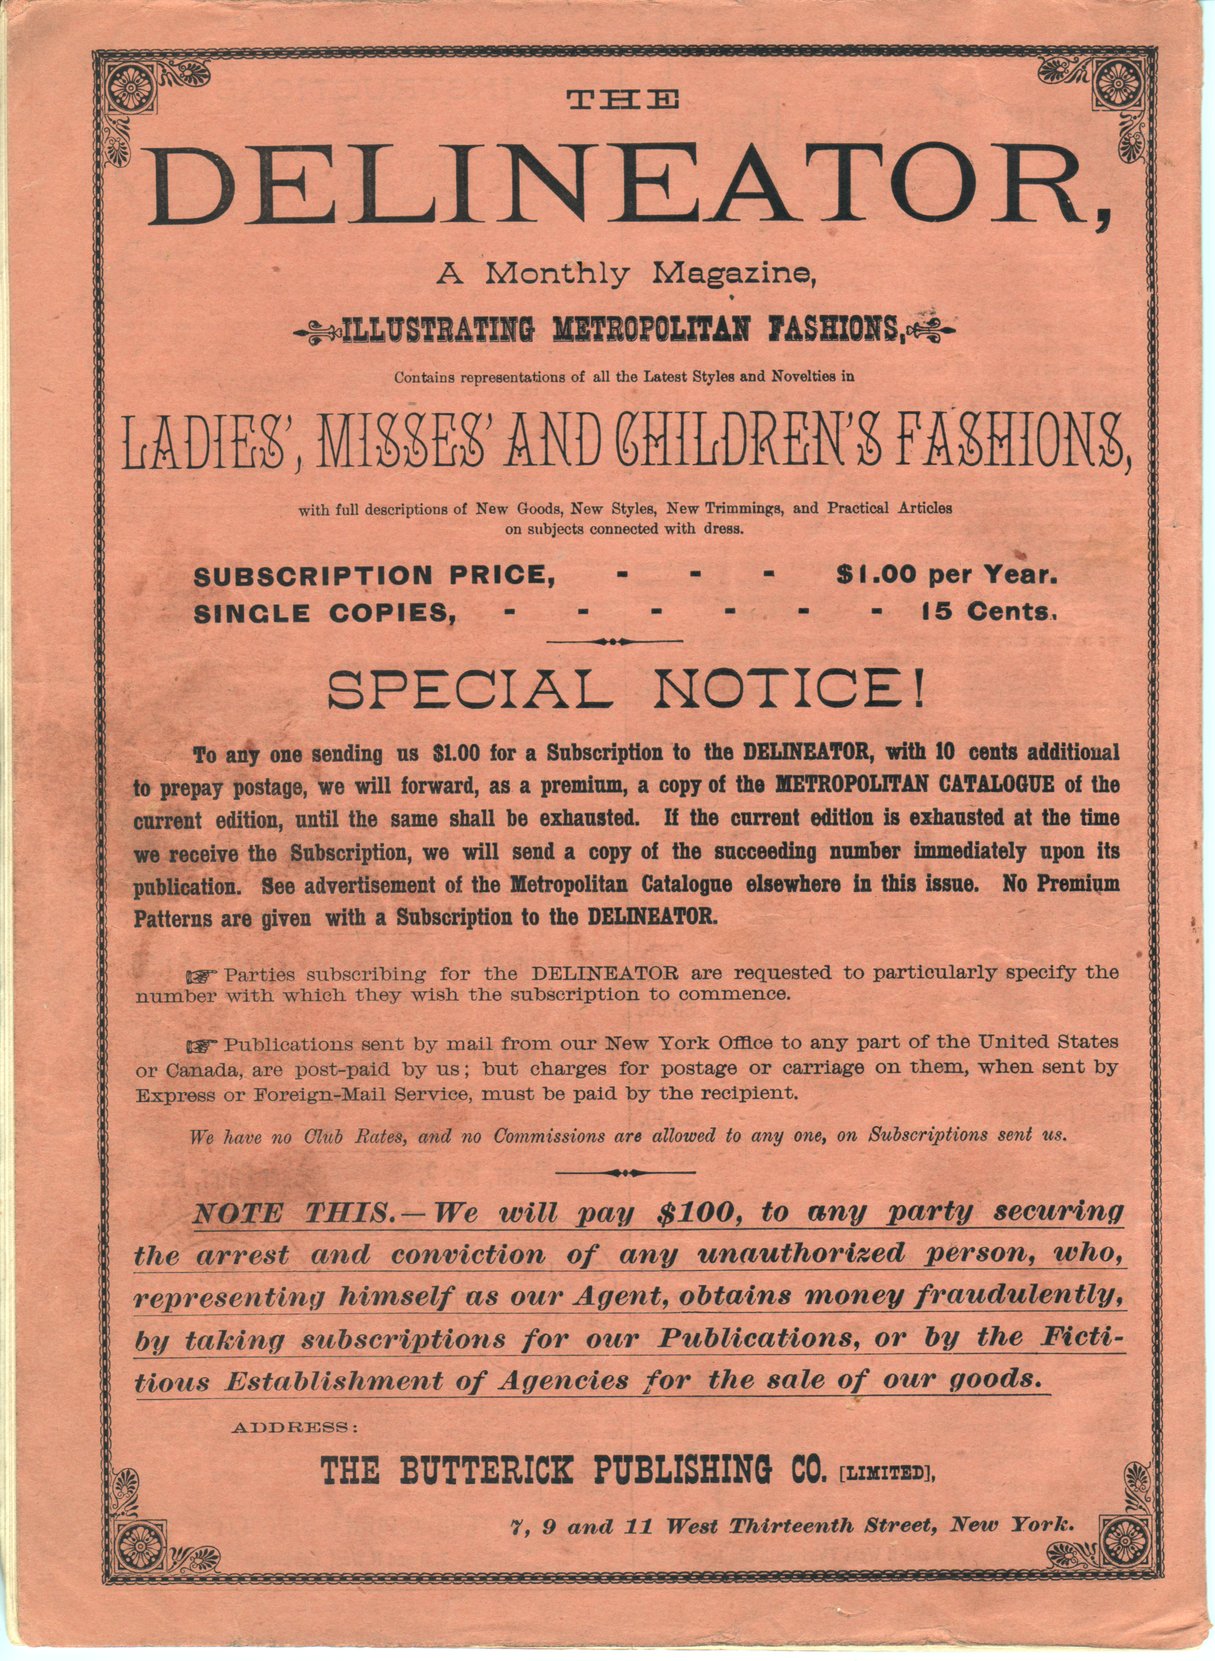 THE
DELINEATOR,
A Monthly Magazine,
ILLUSTRATING METROPOLITAN FASHIONS,
Contains representations of all the Latest Styles and Novelties in
LADIES', MISSES' AND CHILDREN'S FASHIONS,
with full descriptions of New Goods, New Styles, New Trimmings, and Practical Articles
on subjects connected with dress.
SUBSCRIPTION PRICE, - - - $1.00 per Year.
SINGLE COPIES, - - - - - - 15 Cents.
SPECIAL NOTICE!
To any one sending us $1.00 for a Subscription to the DELINEATOR, with 10 cents additional
to prepay postage, we will forward, as a premium, a copy of the METROPOLITAN CATALOGUE of the
current edition, until the same shall be exhausted. If the current edition is exhausted at the time
we receive the Subscription, we will send a copy of the succeeding number immediately upon its
publication. See advertisement of the Metropolitan Catalogue elsewhere in this issue. No Premium
Patterns are given with a Subscription to the DELINEATOR.
☞ Parties subscribing for the DELINEATOR are requested to particularly specify the
number with which they wish the subscription to commence.
☞ Publications sent by mail from our New York Office to any part of the United States
or Canada, are post-paid by us; but charges for postage or carriage on them, when sent by
Express or Foreign-Mail Service, must be paid by the recipient.
We have no Club Rates, and no Commissions are allowed to any one, on Subscriptions sent us.
NOTE THIS.—We will pay $100, to any party securing
the arrest and conviction of any unauthorized person, who,
representing himself as our Agent, obtains money fraudulently,
by taking subscriptions for our Publications, or by the Ficti-
tious Establishment of Agencies for the sale of our goods.
ADDRESS:
THE BUTTERICK PUBLISHING CO. [LIMITED],
7, 9 and 11 West Thirteenth Street, New York.